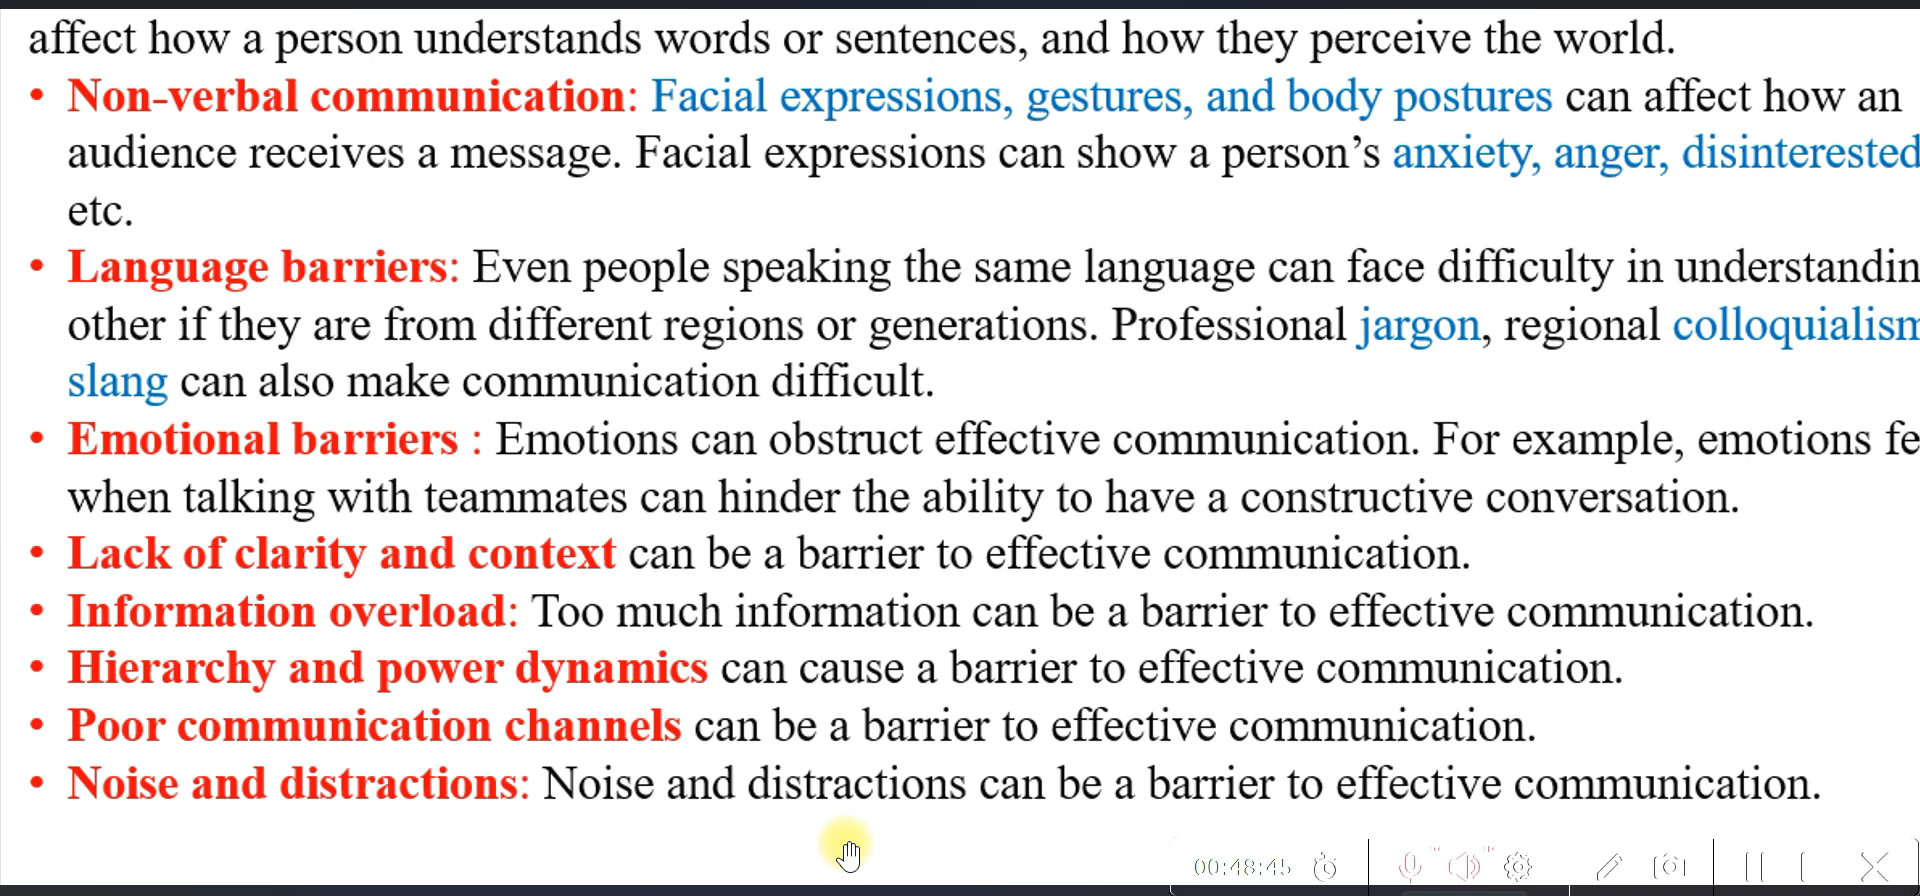 affect how a person understands words or sentences, and how they perceive the world.
• Non-verbal communication: Facial expressions, gestures, and body postures can affect how an
audience receives a message. Facial expressions can show a person’s anxiety, anger, disinterested
etc.
• Language barriers: Even people speaking the same language can face difficulty in understandin
other if they are from different regions or generations. Professional jargon, regional colloquialism
slang can also make communication difficult.
• Emotional barriers : Emotions can obstruct effective communication. For example, emotions fe
when talking with teammates can hinder the ability to have a constructive conversation.
• Lack of clarity and context can be a barrier to effective communication.
• Information overload: Too much information can be a barrier to effective communication.
• Hierarchy and power dynamics can cause a barrier to effective communication.
• Poor communication channels can be a barrier to effective communication.
• Noise and distractions: Noise and distractions can be a barrier to effective communication.
00:48:45